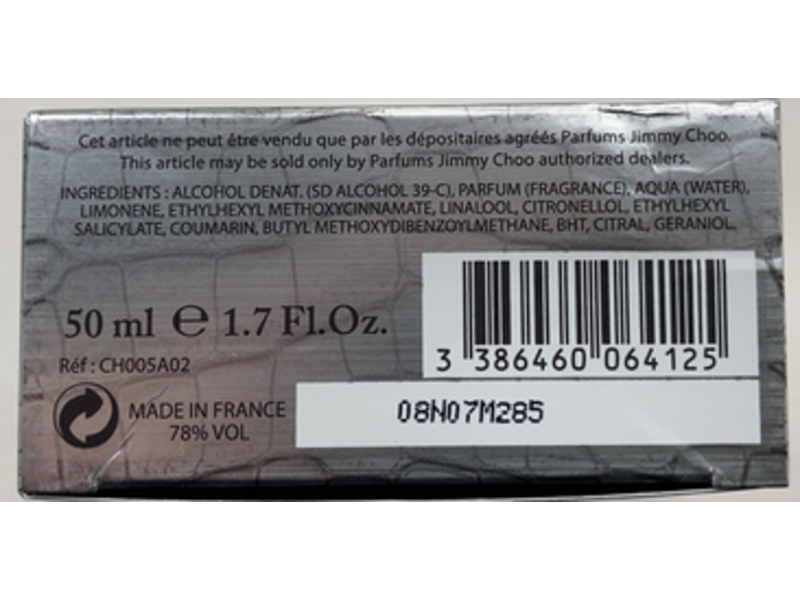 Cet article ne peut être vendu que par les dépositaires agréés Parfums Jimmy Choo.
This article may be sold only by Parfums Jimmy Choo authorized dealers.
INGREDIENTS : ALCOHOL DENAT. (SD ALCOHOL 39-C), PARFUM (FRAGRANCE), AQUA (WATER),
LIMONENE, ETHYLHEXYL METHOXYCINNAMATE, LINALOOL, CITRONELLOL, ETHYLHEXYL
SALICYLATE, COUMARIN, BUTYL METHOXYDIBENZOYLMETHANE, BHT, CITRAL, GERANIOL.
50 ml ℮ 1.7 Fl.Oz.
Réf : CH005A02
3 386460 064125
MADE IN FRANCE
78% VOL
08N07M285